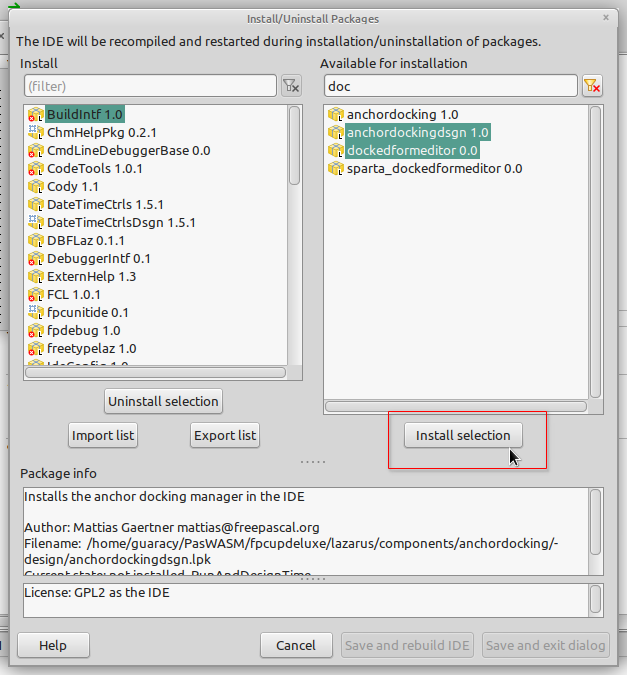 Install/Uninstall Packages
The IDE will be recompiled and restarted during installation/uninstallation of packages.
Install
(filter)
BuildIntf 1.0
ChmHelpPkg 0.2.1
CmdLineDebuggerBase 0.0
CodeTools 1.0.1
Cody 1.1
DateTimeCtrls 1.5.1
DateTimeCtrlsDsgn 1.5.1
DBFLaz 0.1.1
DebuggerIntf 0.1
ExternHelp 1.3
FCL 1.0.1
fpcunitide 0.1
fpdebug 1.0
freetypelaz 1.0
IdeConfig 1.0
Uninstall selection
Import list
Export list
Available for installation
doc
anchordocking 1.0
anchordockingdsgn 1.0
dockedformeditor 0.0
sparta_dockedformeditor 0.0
Install selection
Package info
Installs the anchor docking manager in the IDE
Author: Mattias Gaertner mattias@freepascal.org
Filename: /home/guaracy/PasWASM/fpcupdeluxe/lazarus/components/anchordocking/-
design/anchordockingdsgn.lpk
Current state: not installed, RunAndDesignTime
License: GPL2 as the IDE
Help
Cancel
Save and rebuild IDE
Save and exit dialog